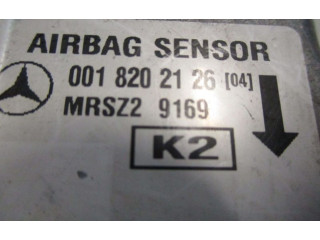 AIRBAG SENSOR
001 820 21 26 [04]
MRSZ2 9169
K2